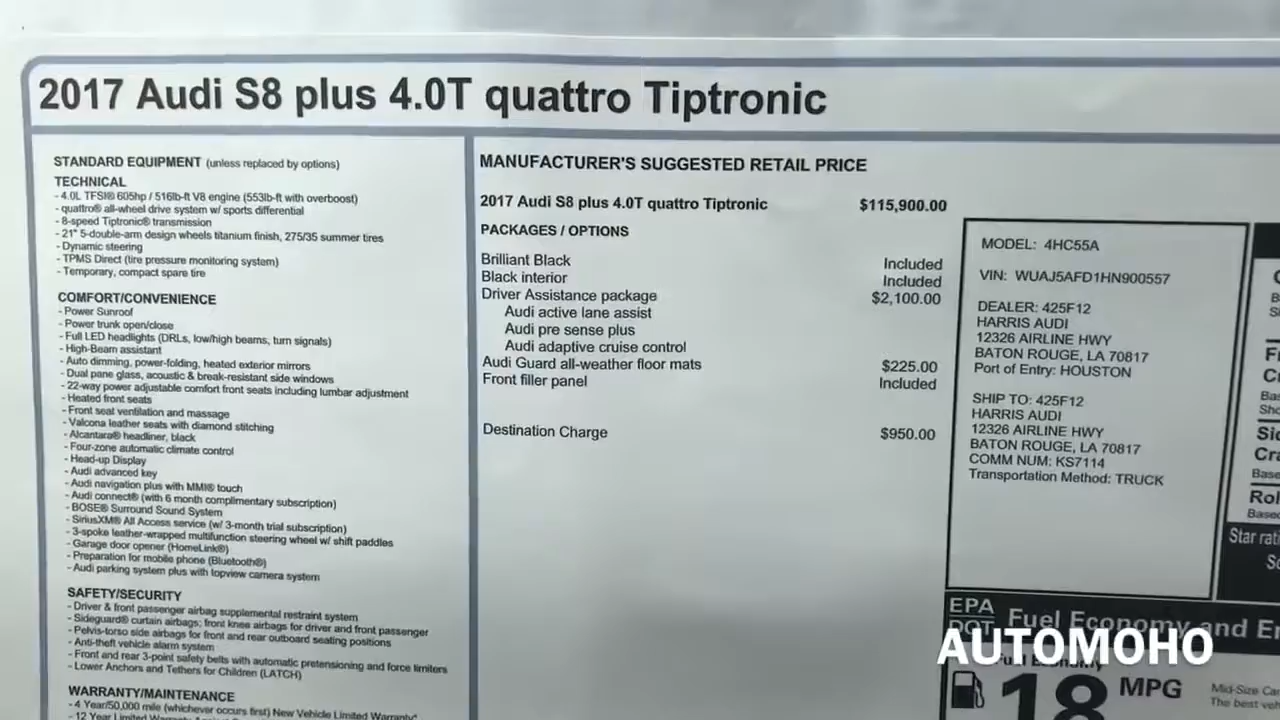 2017 Audi S8 plus 4.0T quattro Tiptronic
STANDARD EQUIPMENT (unless replaced by options)
TECHNICAL
- 4.0L TFSI® 605hp / 516lb-ft V8 engine (553lb-ft with overboost)
- quattro® all-wheel drive system w/ sports differential
- 8-speed Tiptronic® transmission
- 21" 5-double-arm design wheels titanium finish, 275/35 summer tires
- Dynamic steering
- TPMS Direct (tire pressure monitoring system)
- Temporary, compact spare tire
COMFORT/CONVENIENCE
- Power Sunroof
- Power trunk open/close
- Full LED headlights (DRLs, low/high beams, turn signals)
- High-Beam assistant
- Auto dimming, power-folding, heated exterior mirrors
- Dual pane glass, acoustic & break-resistant side windows
- 22-way power adjustable comfort front seats including lumbar adjustment
- Heated front seats
- Front seat ventilation and massage
- Valcona leather seats with diamond stitching
- Alcantara® headliner, black
- Four-zone automatic climate control
- Head-up Display
- Audi advanced key
- Audi navigation plus with MMI® touch
- Audi connect® (with 6 month complimentary subscription)
- BOSE® Surround Sound System
- SiriusXM® All Access service (w/ 3-month trial subscription)
- 3-spoke leather-wrapped multifunction steering wheel w/ shift paddles
- Garage door opener (HomeLink®)
- Preparation for mobile phone (Bluetooth®)
- Audi parking system plus with topview camera system
SAFETY/SECURITY
- Driver & front passenger airbag supplemental restraint system
- Sideguard® curtain airbags; front knee airbags for driver and front passenger
- Pelvis-torso side airbags for front and rear outboard seating positions
- Anti-theft vehicle alarm system
- Front and rear 3-point safety belts with automatic pretensioning and force limiters
- Lower Anchors and Tethers for Children (LATCH)
WARRANTY/MAINTENANCE
- 4 Year/50,000 mile (whichever occurs first) New Vehicle Limited Warranty*
- 12 Year Limited Warranty
MANUFACTURER'S SUGGESTED RETAIL PRICE
2017 Audi S8 plus 4.0T quattro Tiptronic $115,900.00
PACKAGES / OPTIONS
Brilliant Black Included
Black interior Included
Driver Assistance package $2,100.00
Audi active lane assist
Audi pre sense plus
Audi adaptive cruise control
Audi Guard all-weather floor mats $225.00
Front filler panel Included
Destination Charge $950.00
MODEL: 4HC55A
VIN: WUAJ5AFD1HN900557
DEALER: 425F12
HARRIS AUDI
12326 AIRLINE HWY
BATON ROUGE, LA 70817
Port of Entry: HOUSTON
SHIP TO: 425F12
HARRIS AUDI
12326 AIRLINE HWY
BATON ROUGE, LA 70817
COMM NUM: KS7114
Transportation Method: TRUCK
Star
EPA
DOT Fuel Economy and
AUTOMOHO
Fuel Economy
18 MPG
Mid-Size
The best